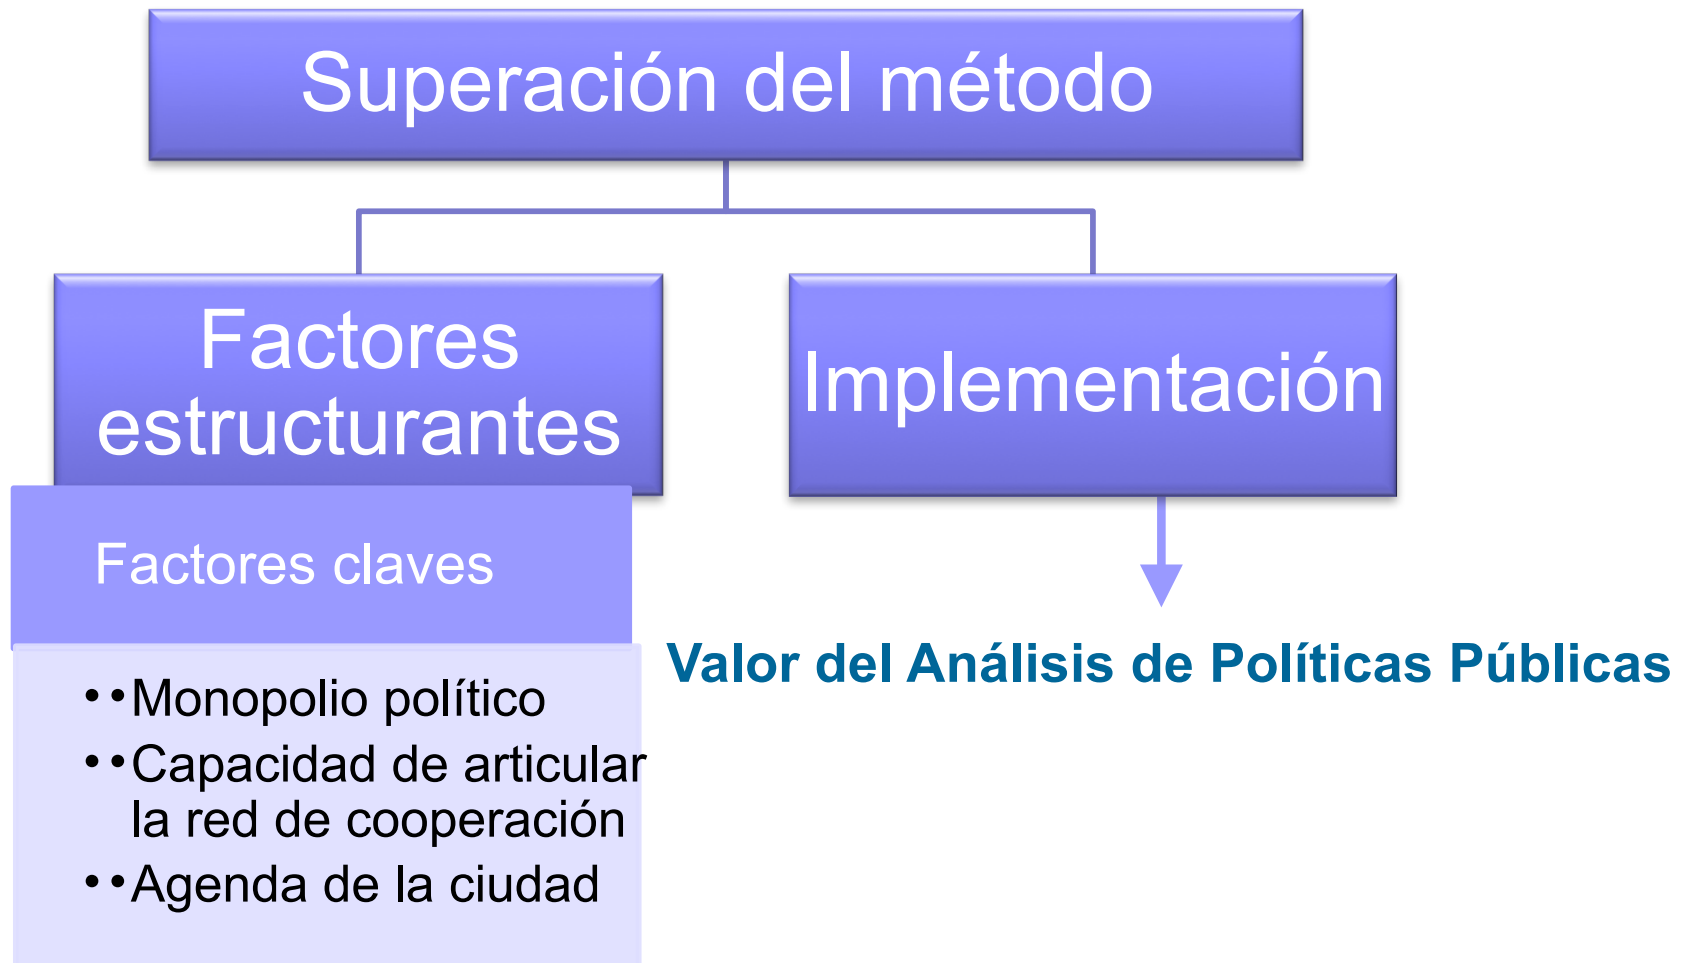 Superación del método
Factores
estructurantes
Implementación
Factores claves
• •Monopolio político
• •Capacidad de articular
la red de cooperación
• •Agenda de la ciudad
Valor del Análisis de Políticas Públicas